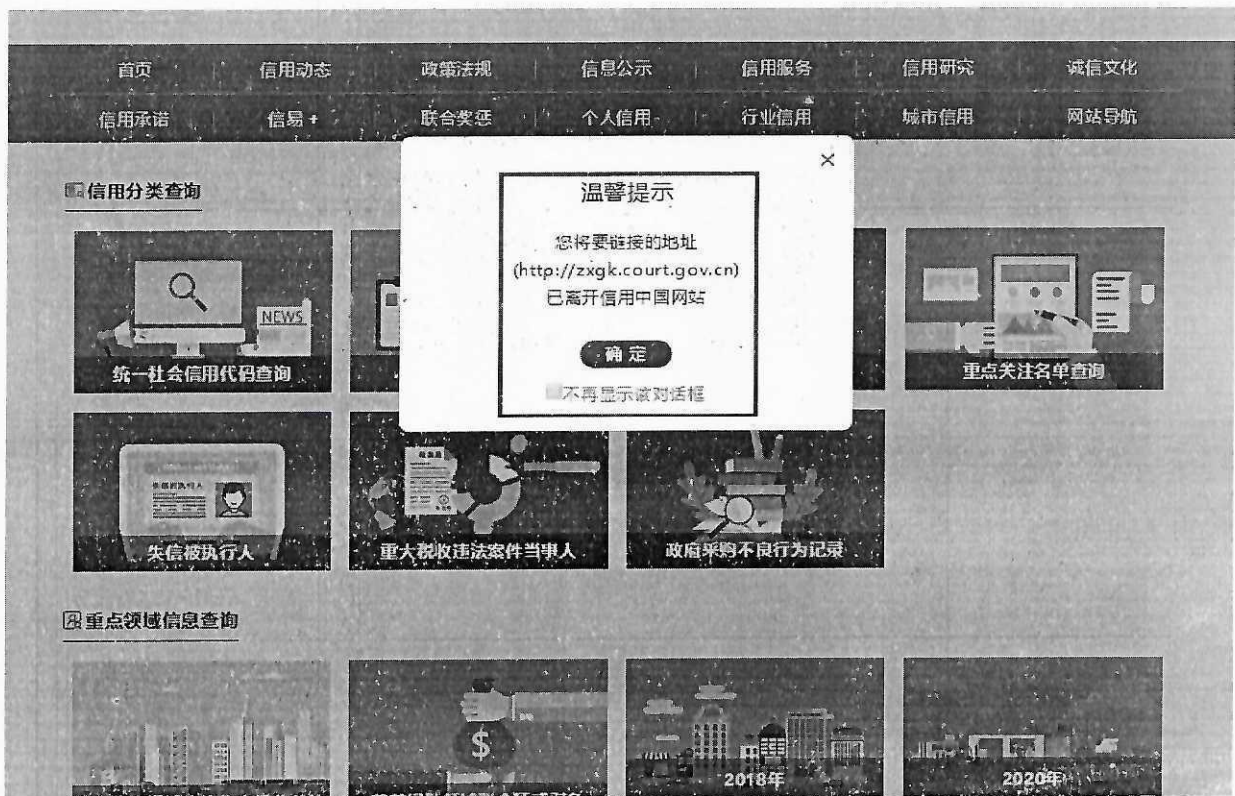 首页 信用动态 政策法规 信息公示 信用服务 信用研究 诚信文化
信用承诺 信易+ 联合奖惩 个人信用 行业信用 城市信用 网站导航
×
信用分类查询
温馨提示
您将要链接的地址
(http://zxgk.court.gov.cn)
已离开信用中国网站
确定
不再显示该对话框
NEWS
统一社会信用代码查询
重点关注名单查询
失信被执行人
失信被执行人
重大税收违法案件当事人
政府采购不良行为记录
重点领域信息查询
$
2018年
2020年